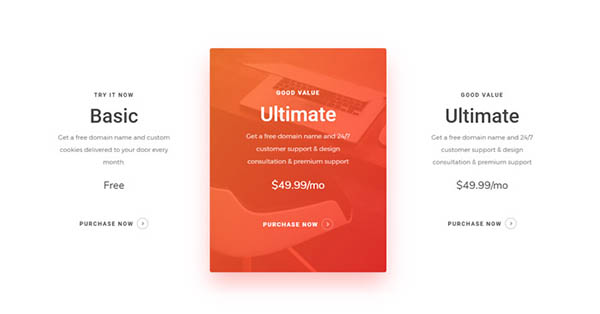 TRY IT NOW
Basic
Get a free domain name and custom
cookies delivered to your door every
month
Free
PURCHASE NOW
GOOD VALUE
Ultimate
Get a free domain name and 24/7
customer support & design
consultation & premium support
$49.99/mo
PURCHASE NOW
GOOD VALUE
Ultimate
Get a free domain name and 24/7
customer support & design
consultation & premium support
$49.99/mo
PURCHASE NOW